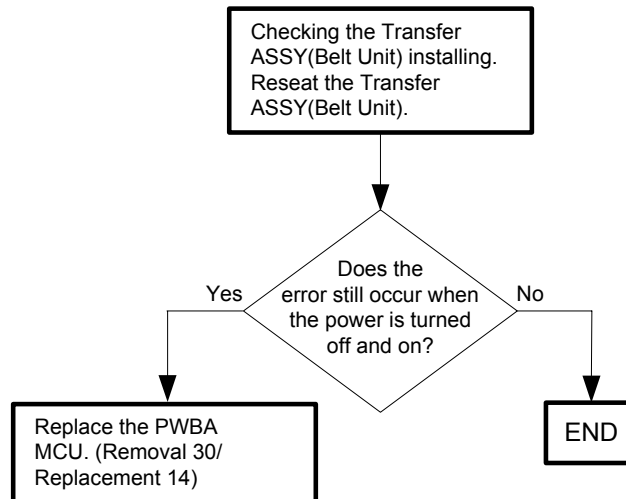 Checking the Transfer
ASSY(Belt Unit) installing.
Reseat the Transfer
ASSY(Belt Unit).
Does the
error still occur when
the power is turned
off and on?
Yes
No
Replace the PWBA
MCU. (Removal 30/
Replacement 14)
END